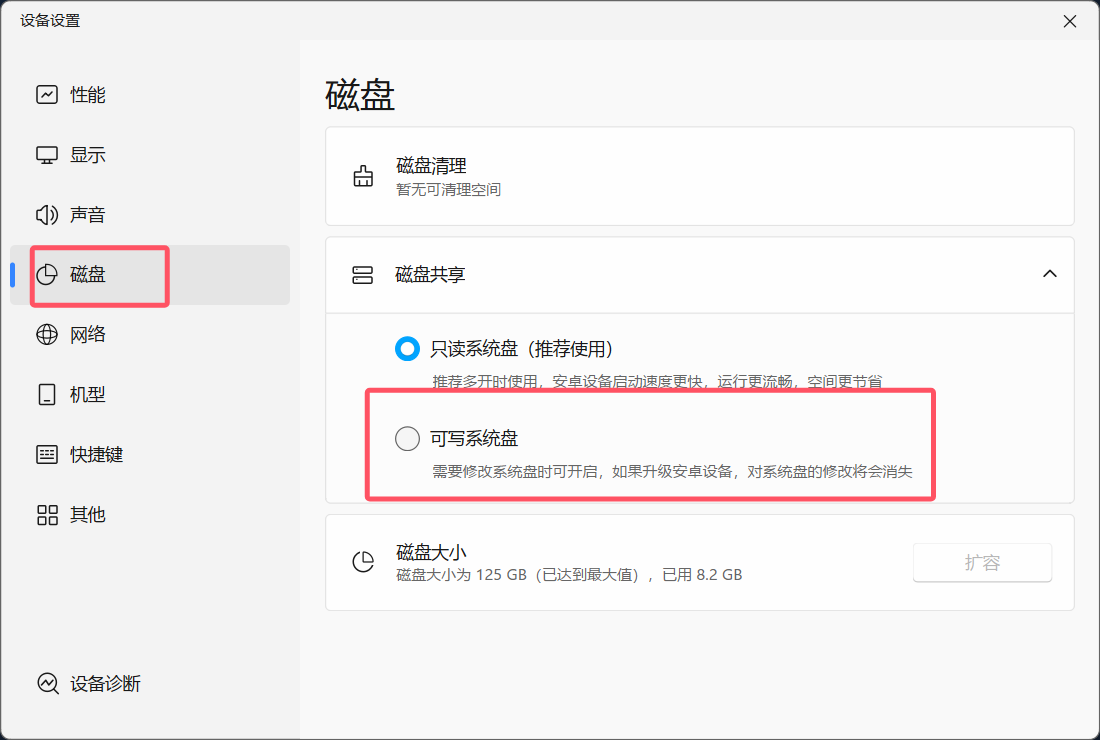 设备设置
性能
显示
声音
磁盘
网络
机型
快捷键
其他
设备诊断
磁盘
磁盘清理
暂无可清理空间
磁盘共享
只读系统盘（推荐使用）
推荐多开时使用，安卓设备启动速度更快，运行更流畅，空间更节省
可写系统盘
需要修改系统盘时可开启，如果升级安卓设备，对系统盘的修改将会消失
磁盘大小
磁盘大小为 125 GB（已达到最大值），已用 8.2 GB
扩容